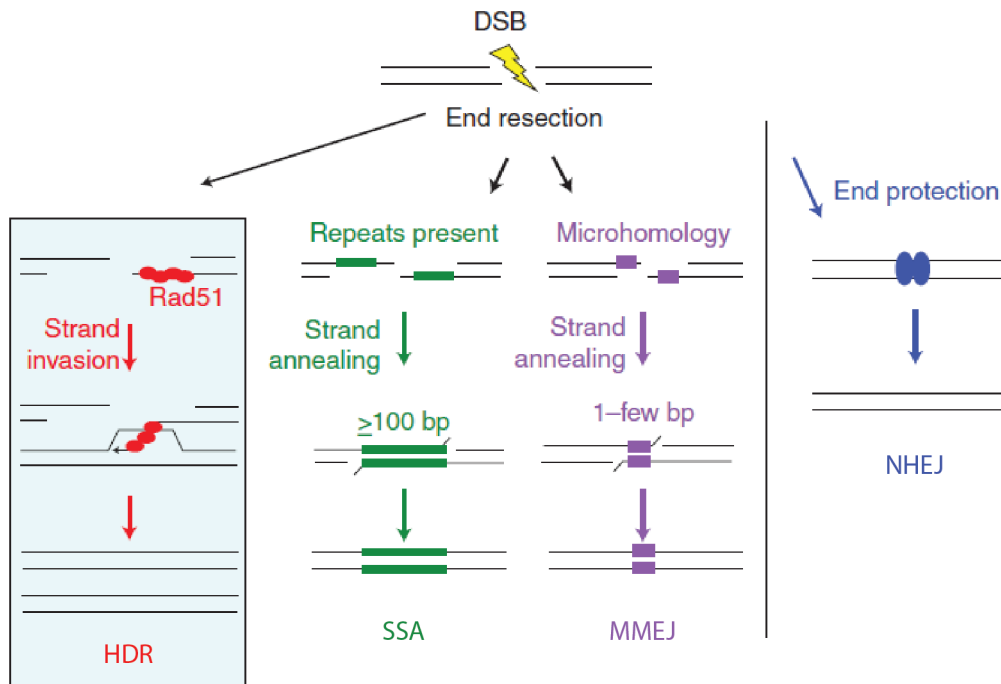 DSB
End resection
End protection
Repeats present
Microhomology
Rad51
Strand
invasion
Strand
annealing
Strand
annealing
≥100 bp
1–few bp
NHEJ
HDR
SSA
MMEJ